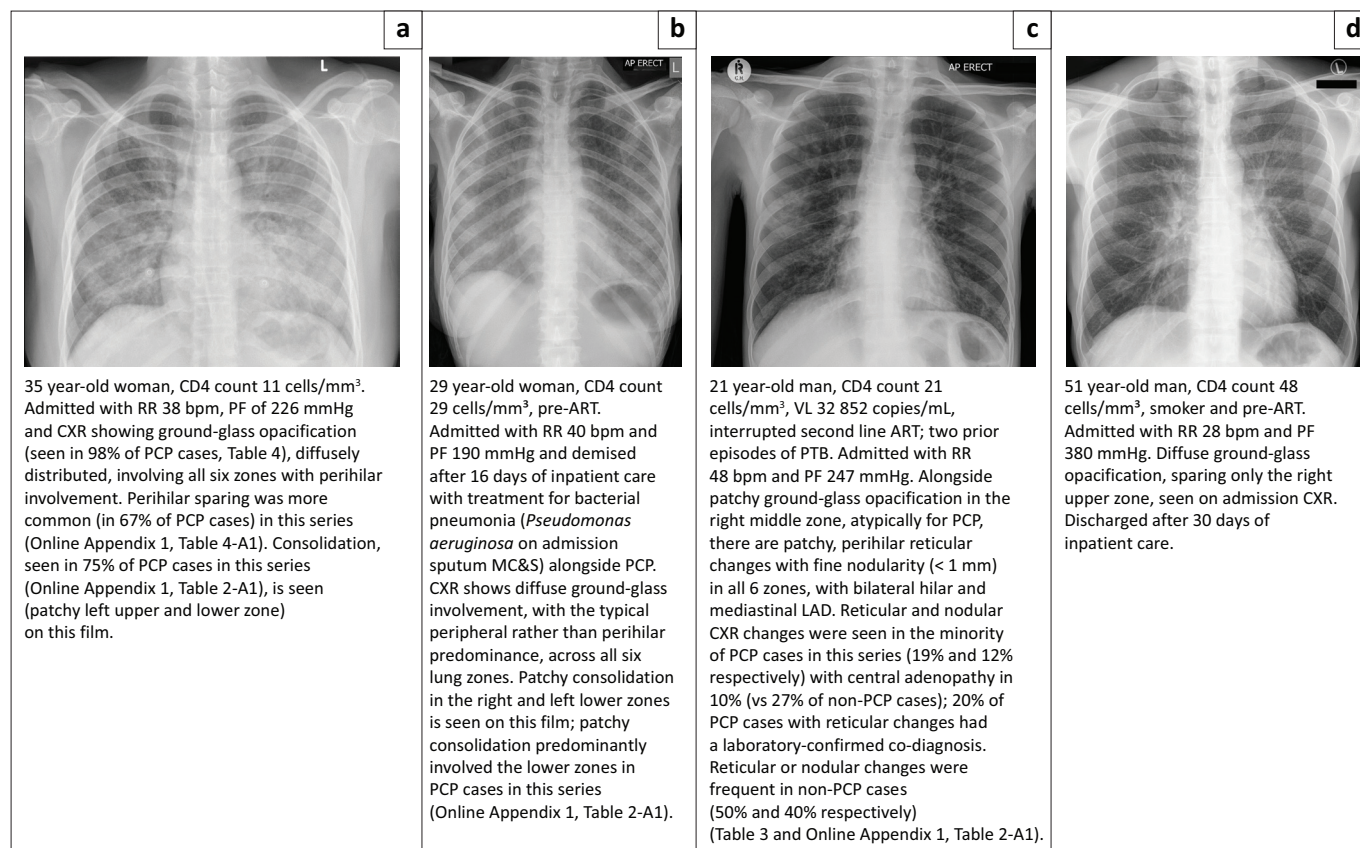 a
L
35 year-old woman, CD4 count 11 cells/mm³.
Admitted with RR 38 bpm, PF of 226 mmHg
and CXR showing ground-glass opacification
(seen in 98% of PCP cases, Table 4), diffusely
distributed, involving all six zones with perihilar
involvement. Perihilar sparing was more
common (in 67% of PCP cases) in this series
(Online Appendix 1, Table 4-A1). Consolidation,
seen in 75% of PCP cases in this series
(Online Appendix 1, Table 2-A1), is seen
(patchy left upper and lower zone)
on this film.
b
AP ERECT
L
29 year-old woman, CD4 count
29 cells/mm³, pre-ART.
Admitted with RR 40 bpm and
PF 190 mmHg and demised
after 16 days of inpatient care
with treatment for bacterial
pneumonia (Pseudomonas
aeruginosa on admission
sputum MC&S) alongside PCP.
CXR shows diffuse ground-glass
involvement, with the typical
peripheral rather than perihilar
predominance, across all six
lung zones. Patchy consolidation
in the right and left lower zones
is seen on this film; patchy
consolidation predominantly
involved the lower zones in
PCP cases in this series
(Online Appendix 1, Table 2-A1).
c
R
C.H.
AP ERECT
21 year-old man, CD4 count 21
cells/mm³, VL 32 852 copies/mL,
interrupted second line ART; two prior
episodes of PTB. Admitted with RR
48 bpm and PF 247 mmHg. Alongside
patchy ground-glass opacification in the
right middle zone, atypically for PCP,
there are patchy, perihilar reticular
changes with fine nodularity (< 1 mm)
in all 6 zones, with bilateral hilar and
mediastinal LAD. Reticular and nodular
CXR changes were seen in the minority
of PCP cases in this series (19% and 12%
respectively) with central adenopathy in
10% (vs 27% of non-PCP cases); 20% of
PCP cases with reticular changes had
a laboratory-confirmed co-diagnosis.
Reticular or nodular changes were
frequent in non-PCP cases
(50% and 40% respectively)
(Table 3 and Online Appendix 1, Table 2-A1).
d
L
51 year-old man, CD4 count 48
cells/mm³, smoker and pre-ART.
Admitted with RR 28 bpm and PF
380 mmHg. Diffuse ground-glass
opacification, sparing only the right
upper zone, seen on admission CXR.
Discharged after 30 days of
inpatient care.